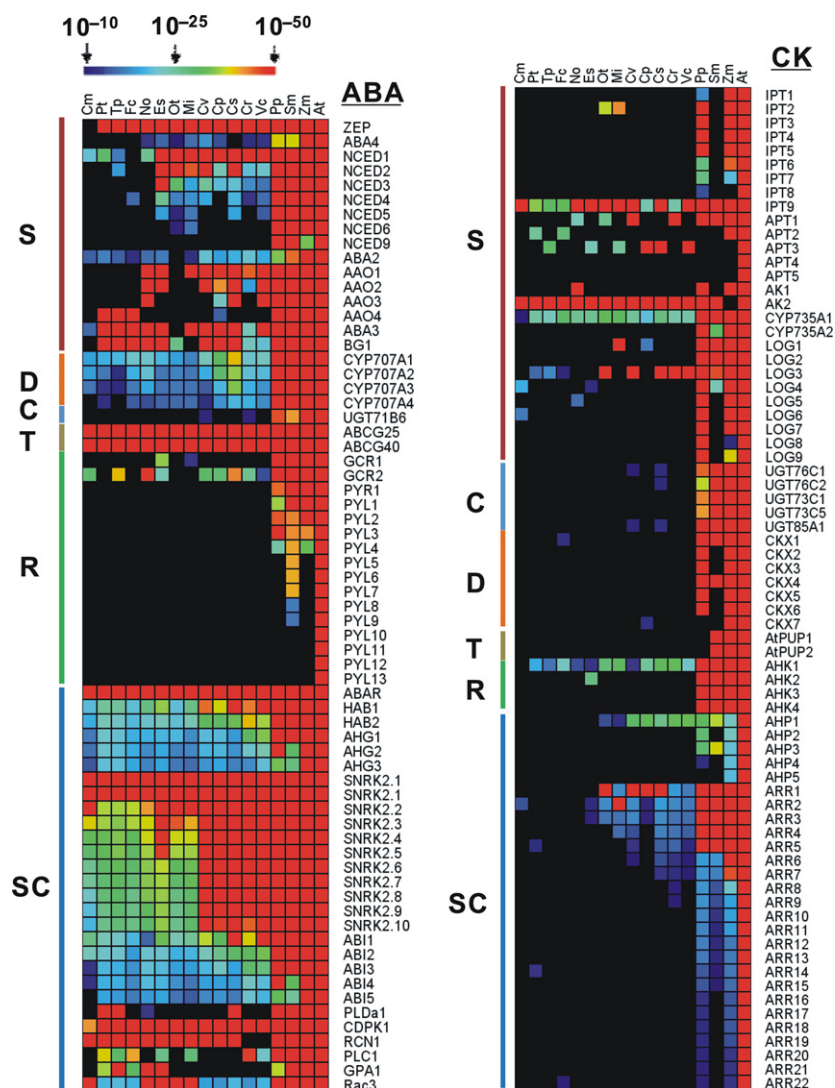 10⁻¹⁰ 10⁻²⁵ 10⁻⁵⁰
ABA
Cm Pt Tp Fc No Es Ot Mi Cv Cp Cs Cr Vc Pp Sm Zm At
S
ZEP
ABA4
NCED1
NCED2
NCED3
NCED4
NCED5
NCED6
NCED9
ABA2
AAO1
AAO2
AAO3
AAO4
ABA3
BG1
D
CYP707A1
CYP707A2
CYP707A3
CYP707A4
C
UGT71B6
T
ABCG25
ABCG40
R
GCR1
GCR2
PYR1
PYL1
PYL2
PYL3
PYL4
PYL5
PYL6
PYL7
PYL8
PYL9
PYL10
PYL11
PYL12
PYL13
SC
ABAR
HAB1
HAB2
AHG1
AHG2
AHG3
SNRK2.1
SNRK2.1
SNRK2.2
SNRK2.3
SNRK2.4
SNRK2.5
SNRK2.6
SNRK2.7
SNRK2.8
SNRK2.9
SNRK2.10
ABI1
ABI2
ABI3
ABI4
ABI5
PLDa1
CDPK1
RCN1
PLC1
GPA1
Rac3
CK
Cm Pt Tp Fc No Es Ot Mi Cv Cp Cs Cr Vc Pp Sm Zm At
S
IPT1
IPT2
IPT3
IPT4
IPT5
IPT6
IPT7
IPT8
IPT9
APT1
APT2
APT3
APT4
APT5
AK1
AK2
CYP735A1
CYP735A2
LOG1
LOG2
LOG3
LOG4
LOG5
LOG6
LOG7
LOG8
LOG9
C
UGT76C1
UGT76C2
UGT73C1
UGT73C5
UGT85A1
D
CKX1
CKX2
CKX3
CKX4
CKX5
CKX6
CKX7
T
AtPUP1
AtPUP2
R
AHK1
AHK2
AHK3
AHK4
SC
AHP1
AHP2
AHP3
AHP4
AHP5
ARR1
ARR2
ARR3
ARR4
ARR5
ARR6
ARR7
ARR8
ARR9
ARR10
ARR11
ARR12
ARR13
ARR14
ARR15
ARR16
ARR17
ARR18
ARR19
ARR20
ARR21
ARR22